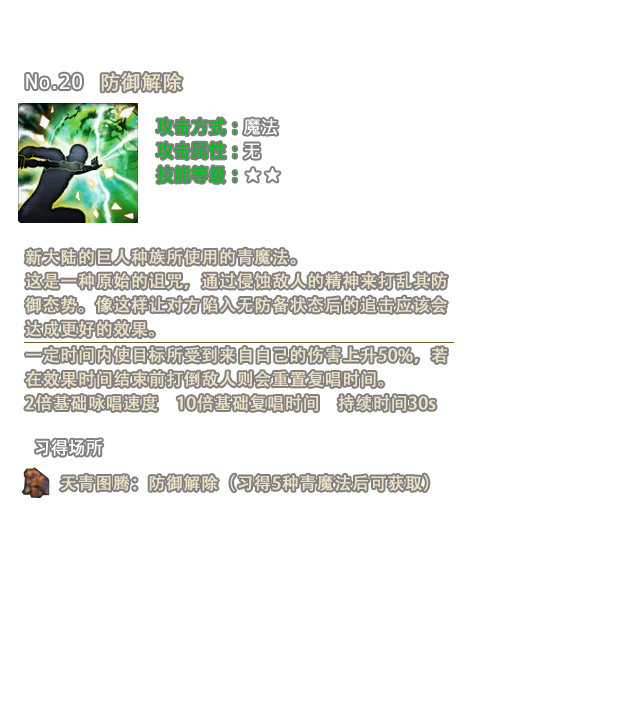 No.20 防御解除
攻击方式：魔法
攻击属性：无
技能等级：★★
新大陆的巨人种族所使用的青魔法。
这是一种原始的诅咒，通过侵蚀敌人的精神来打乱其防
御态势。像这样让对方陷入无防备状态后的追击应该会
达成更好的效果。
一定时间内使目标所受到来自自己的伤害上升50%，若
在效果时间结束前打倒敌人则会重置复唱时间。
2倍基础咏唱速度 10倍基础复唱时间 持续时间30s
习得场所
天青图腾：防御解除（习得5种青魔法后可获取）